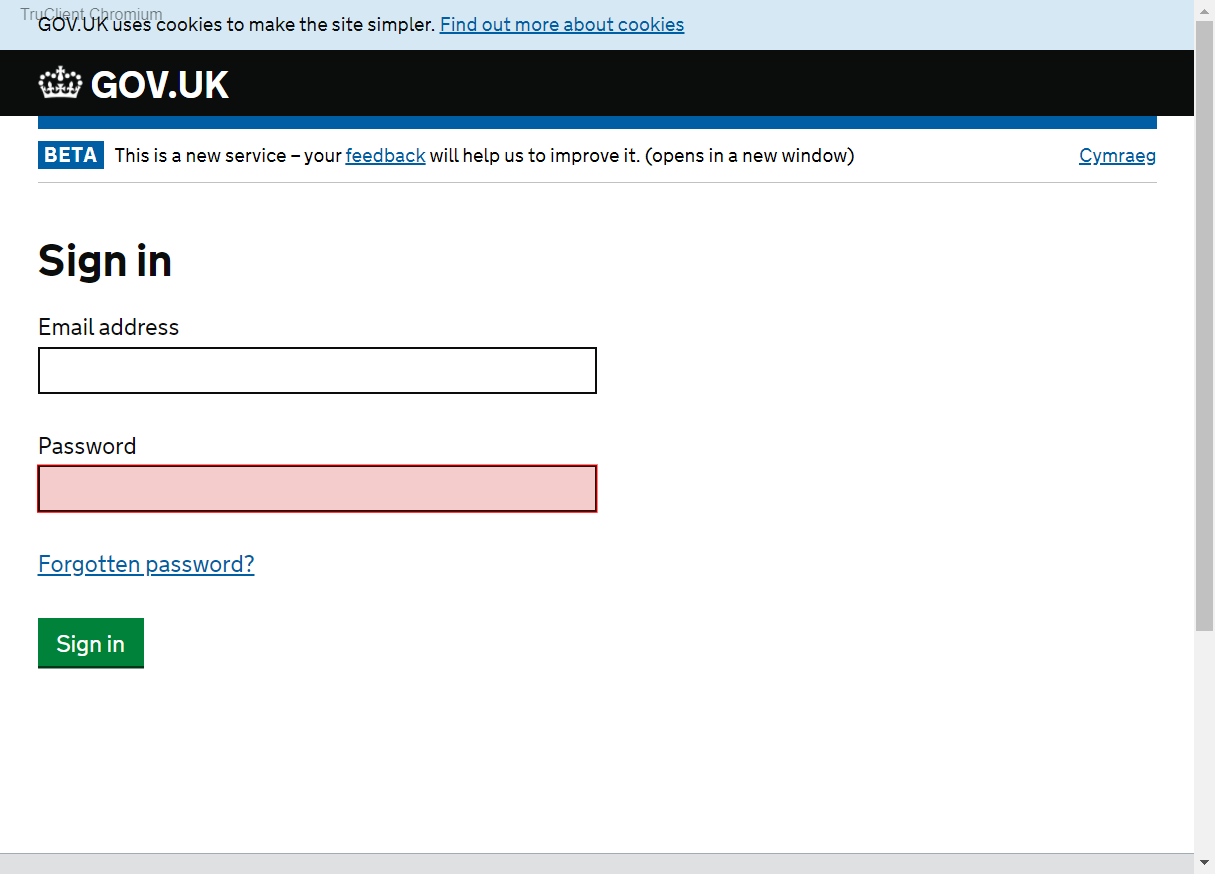 TruClient Chromium
GOV.UK uses cookies to make the site simpler. Find out more about cookies
GOV.UK
BETA This is a new service – your feedback will help us to improve it. (opens in a new window) Cymraeg
Sign in
Email address
Password
Forgotten password?
Sign in